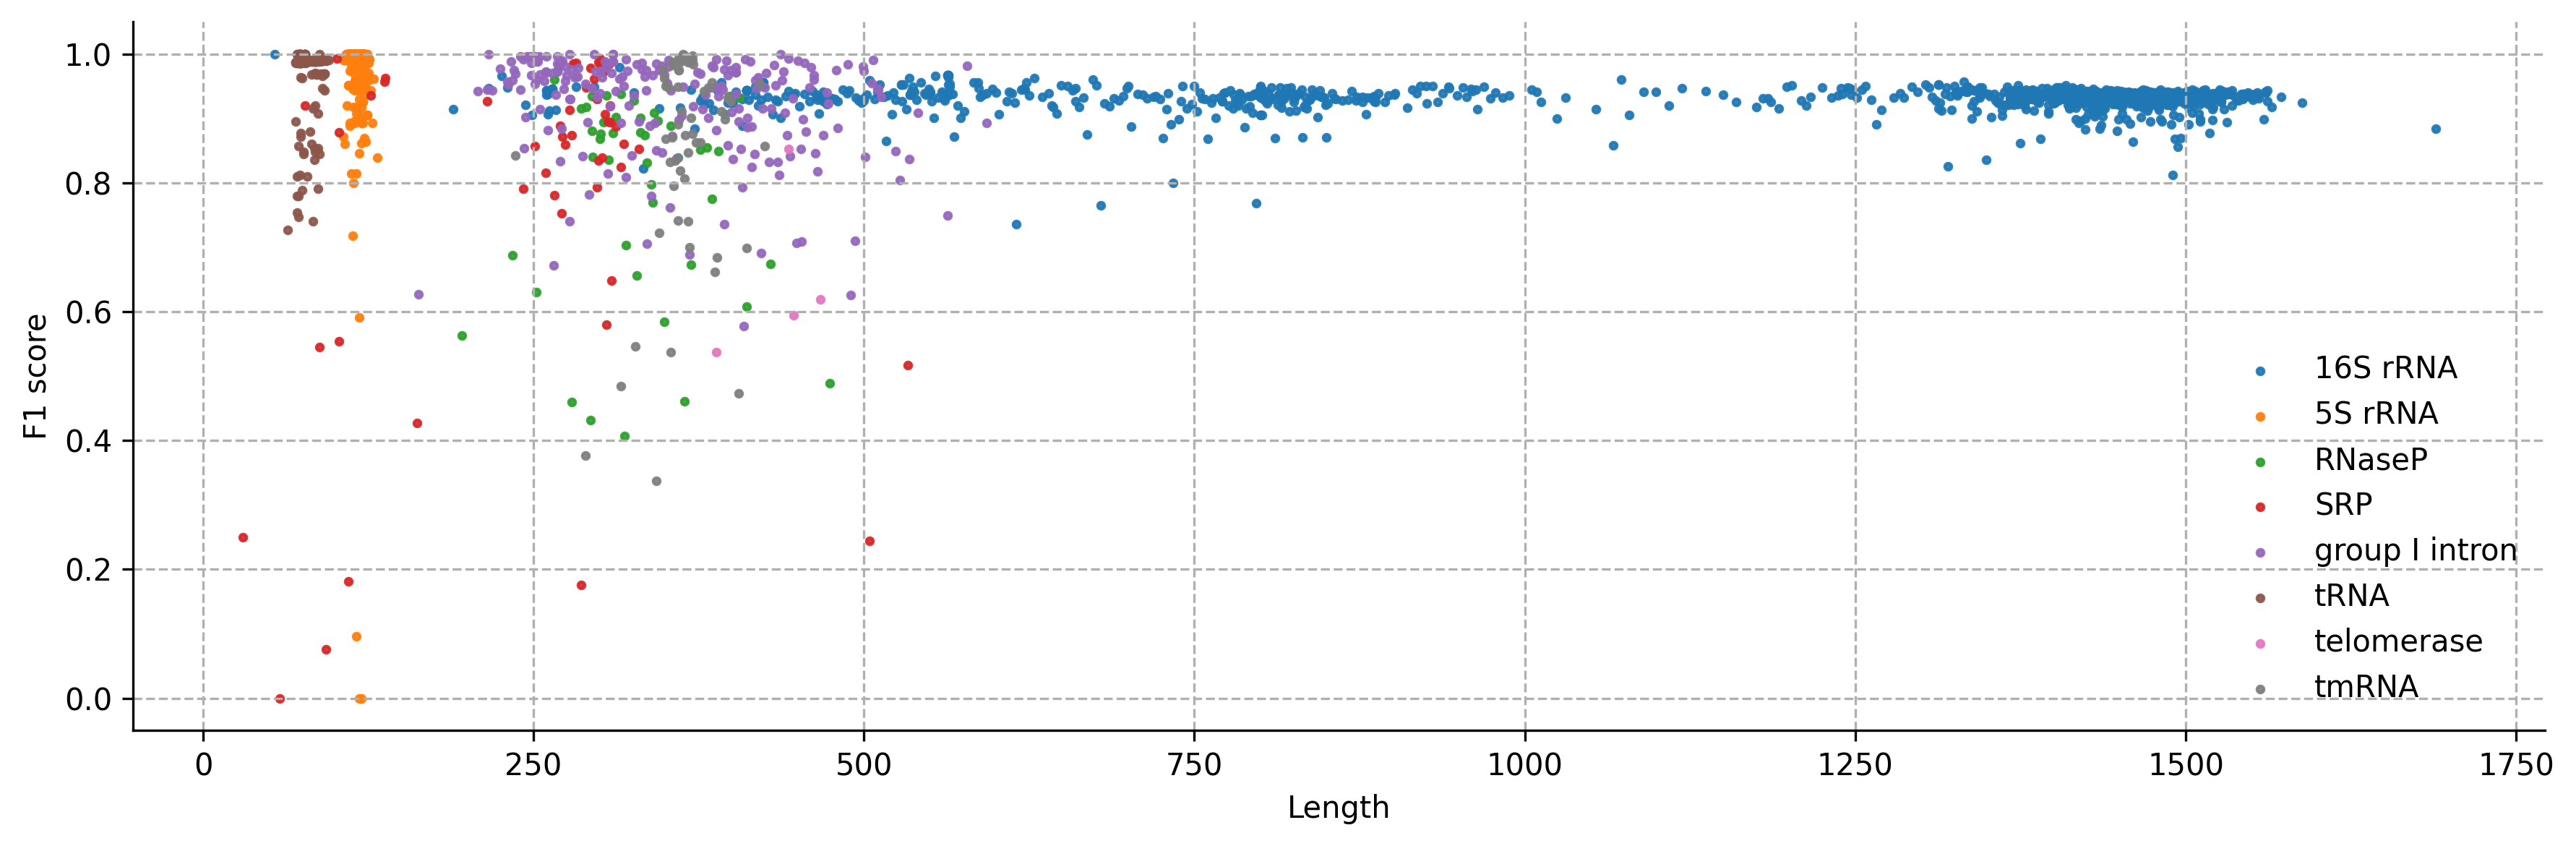 1.0
0.8
0.6
0.4
0.2
0.0
F1 score
16S rRNA
5S rRNA
RNaseP
SRP
group I intron
tRNA
telomerase
tmRNA
0 250 500 750 1000 1250 1500 1750
Length